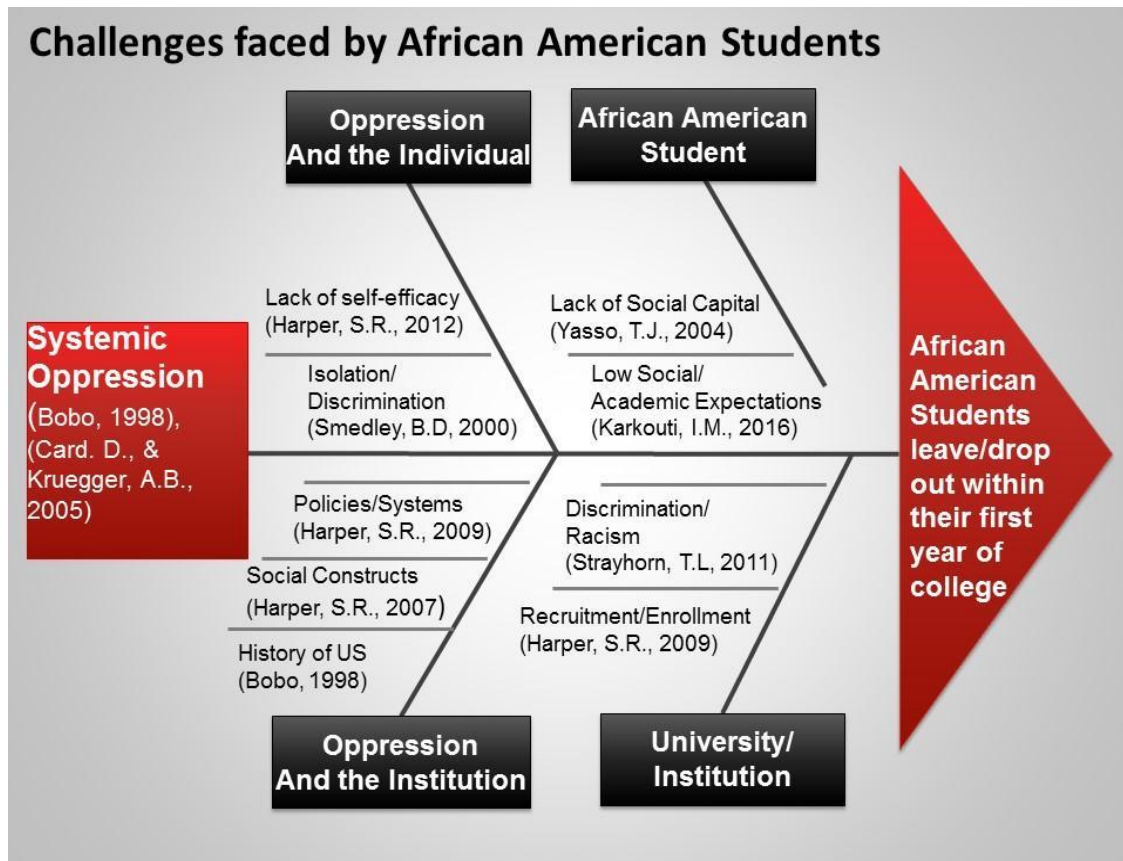 Challenges faced by African American Students
Oppression
And the Individual
African American
Student
Lack of self-efficacy
(Harper, S.R., 2012)
Isolation/
Discrimination
(Smedley, B.D, 2000)
Lack of Social Capital
(Yasso, T.J., 2004)
Low Social/
Academic Expectations
(Karkouti, I.M., 2016)
Systemic
Oppression
(Bobo, 1998),
(Card. D., &
Kruegger, A.B.,
2005)
African
American
Students
leave/drop
out within
their first
year of
college
Policies/Systems
(Harper, S.R., 2009)
Social Constructs
(Harper, S.R., 2007)
History of US
(Bobo, 1998)
Discrimination/
Racism
(Strayhorn, T.L, 2011)
Recruitment/Enrollment
(Harper, S.R., 2009)
Oppression
And the Institution
University/
Institution